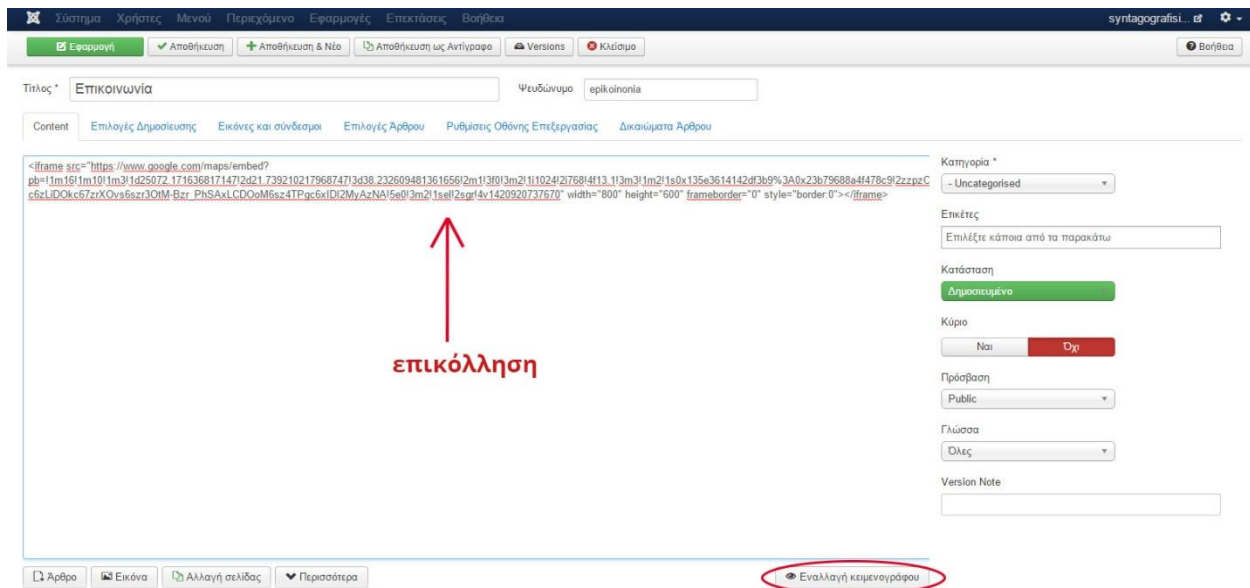 Σύστημα Χρήστες Μενού Περιεχόμενο Εφαρμογές Επεκτάσεις Βοήθεια syntagografisi...
Εφαρμογή Αποθήκευση Αποθήκευση & Νέο Αποθήκευση ως Αντίγραφο Versions Κλείσιμο Βοήθεια
Τίτλος * Επικοινωνία Ψευδώνυμο epikoinonia
Content Επιλογές Δημοσίευσης Εικόνες και σύνδεσμοι Επιλογές Άρθρου Ρυθμίσεις Οθόνης Επεξεργασίας Δικαιώματα Άρθρου
<iframe src="https://www.google.com/maps/embed?
pb=!1m16!1m10!1m3!1d25072.171636817147!2d21.739210217968747!3d38.232609481361656!2m1!3f0!3m2!1i1024!2i768!4f13.1!3m3!1m2!1s0x135e3614142df3b9%3A0x23b79688a4f478c9!2zzpzC
c6zLiDOkc67zrXOvs6szr3OtM-Bzr_PhSAxLCDOoM6sz4TPgc6xIDI2MyAzNA!5e0!3m2!1sel!2sgr!4v1420920737670" width="800" height="600" frameborder="0" style="border:0"></iframe>
επικόλληση
Κατηγορία *
- Uncategorised
Ετικέτες
Επιλέξτε κάποια από τα παρακάτω
Κατάσταση
Δημοσιευμένο
Κύριο
Ναι Όχι
Πρόσβαση
Public
Γλώσσα
Όλες
Version Note
Άρθρο Εικόνα Αλλαγή σελίδας Περισσότερα Εναλλαγή κειμενογράφου